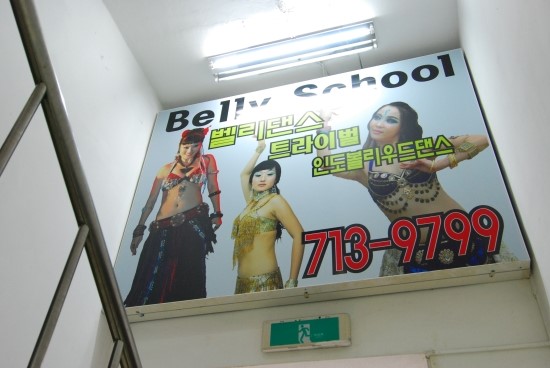 Belly School
벨리댄스
트라이벌
인도볼리우드댄스
713-9799